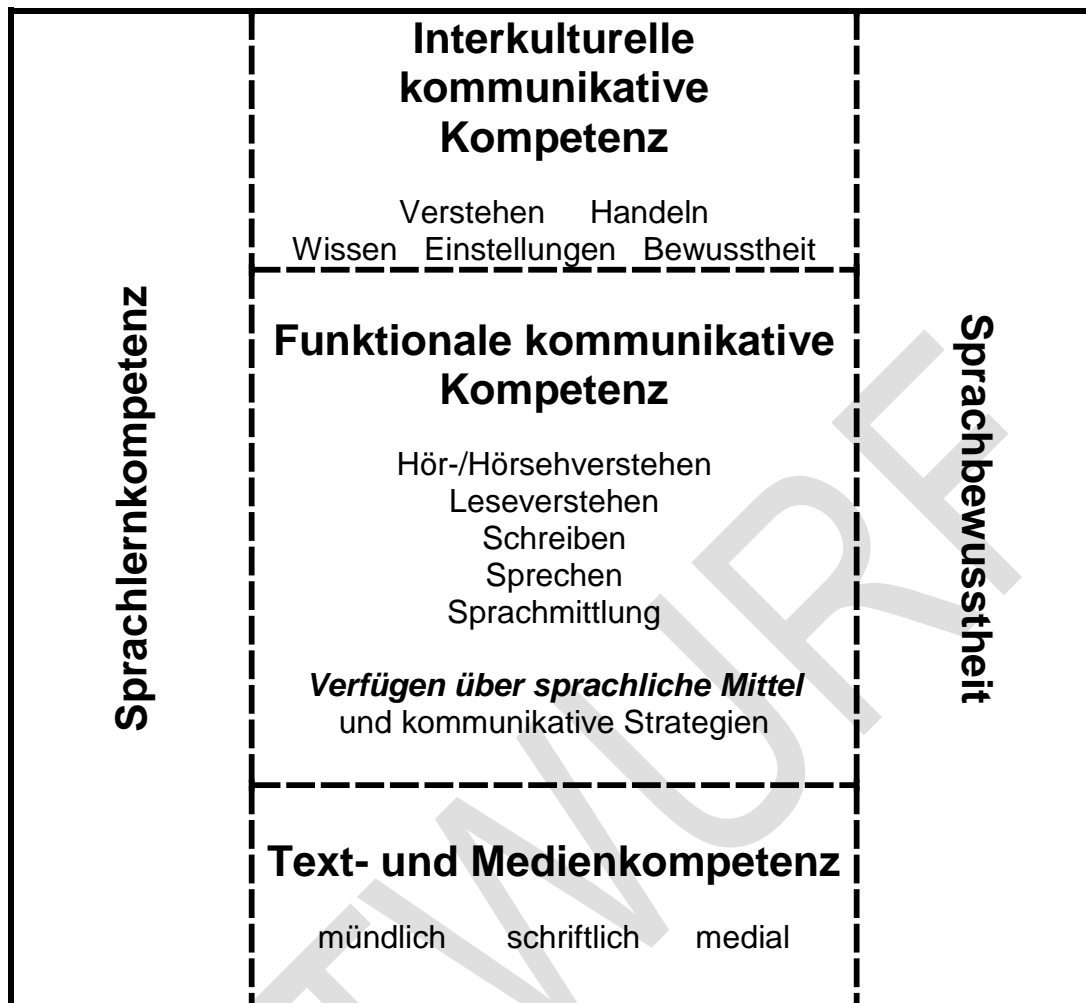 Interkulturelle
kommunikative
Kompetenz
Verstehen Handeln
Wissen Einstellungen Bewusstheit
Sprachlernkompetenz
Funktionale kommunikative
Kompetenz
Hör-/Hörsehverstehen
Leseverstehen
Schreiben
Sprechen
Sprachmittlung
Verfügen über sprachliche Mittel
und kommunikative Strategien
Sprachbewusstheit
Text- und Medienkompetenz
mündlich schriftlich medial
TWURF